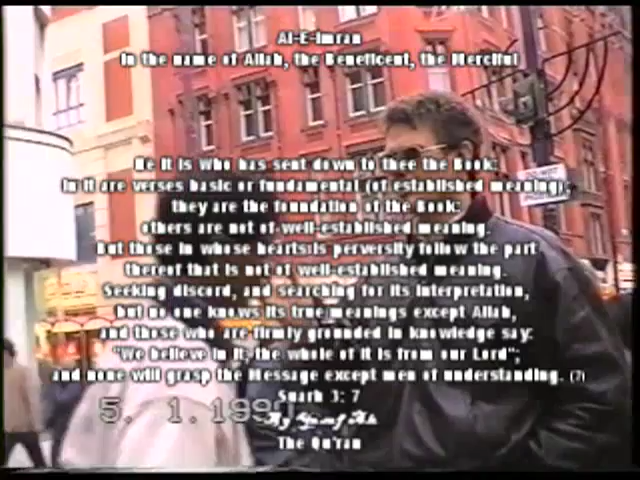 Al-E-Imran
In the name of Allah, the Beneficent, the Merciful
He it is Who has sent down to thee the Book:
In it are verses basic or fundamental (of established meaning);
they are the foundation of the Book:
others are not of well-established meaning.
But those in whose hearts is perversity follow the part
thereof that is not of well-established meaning.
Seeking discord, and searching for its interpretation,
but no one knows its true meanings except Allah,
and those who are firmly grounded in knowledge say:
"We believe in it; the whole of it is from our Lord";
and none will grasp the Message except men of understanding. (7)
Suarh 3: 7
By Yusuf Ali
The Qu'ran
5. 1.199